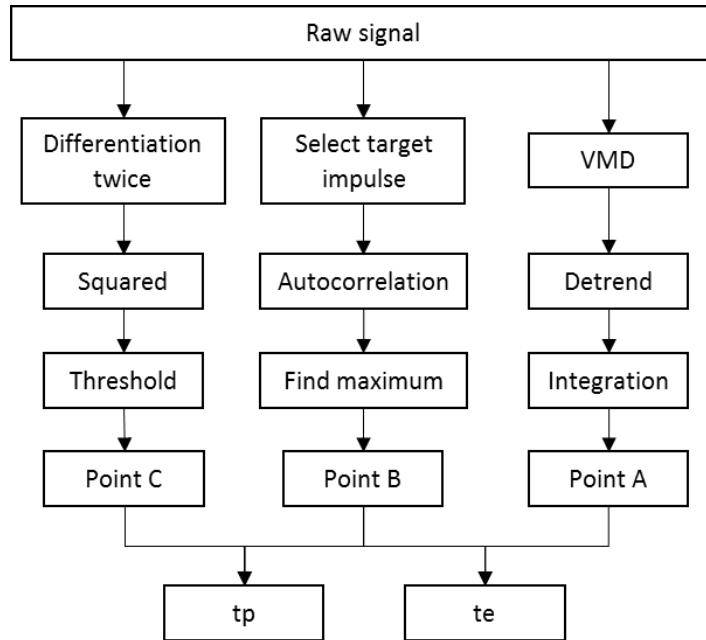 Raw signal
Differentiation
twice
Select target
impulse
VMD
Squared
Autocorrelation
Detrend
Threshold
Find maximum
Integration
Point C
Point B
Point A
tp
te